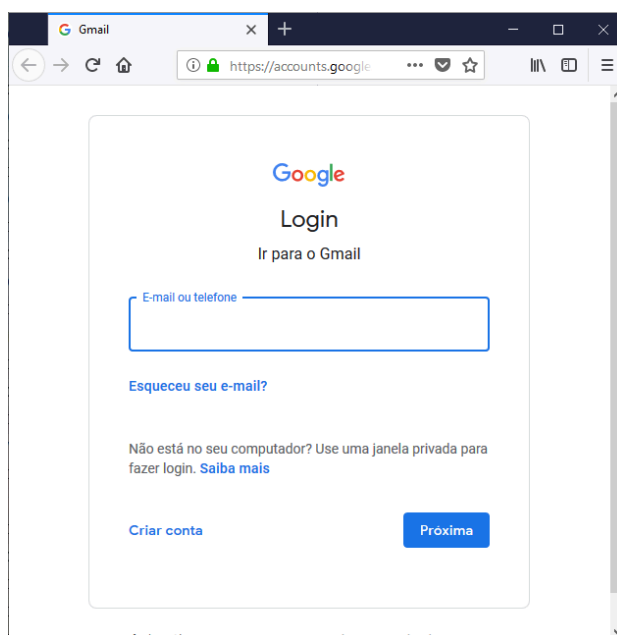 Gmail
https://accounts.google
Google
Login
Ir para o Gmail
E-mail ou telefone
Esqueceu seu e-mail?
Não está no seu computador? Use uma janela privada para
fazer login. Saiba mais
Criar conta
Próxima